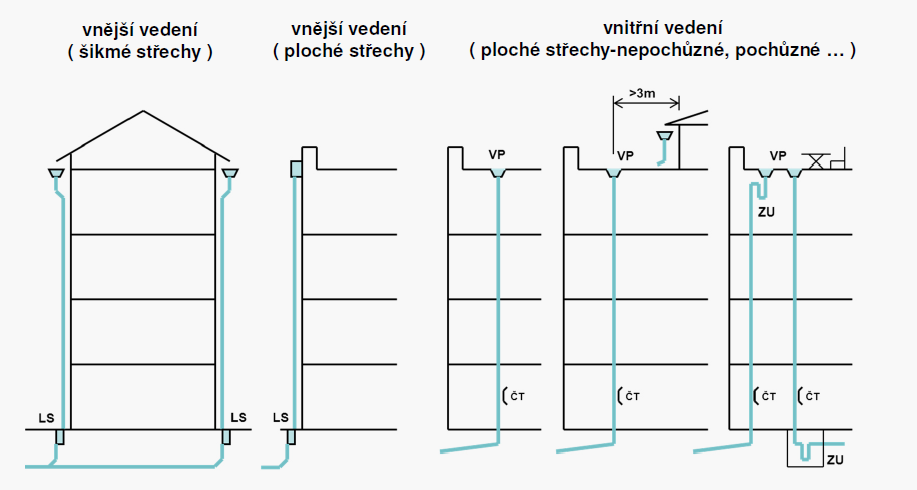 vnější vedení
( šikmé střechy )
vnější vedení
( ploché střechy )
vnitřní vedení
( ploché střechy-nepochůzné, pochůzné ... )
>3m
VP
VP
VP
ZU
ČT
ČT
ČT
ČT
LS
LS
LS
ZU